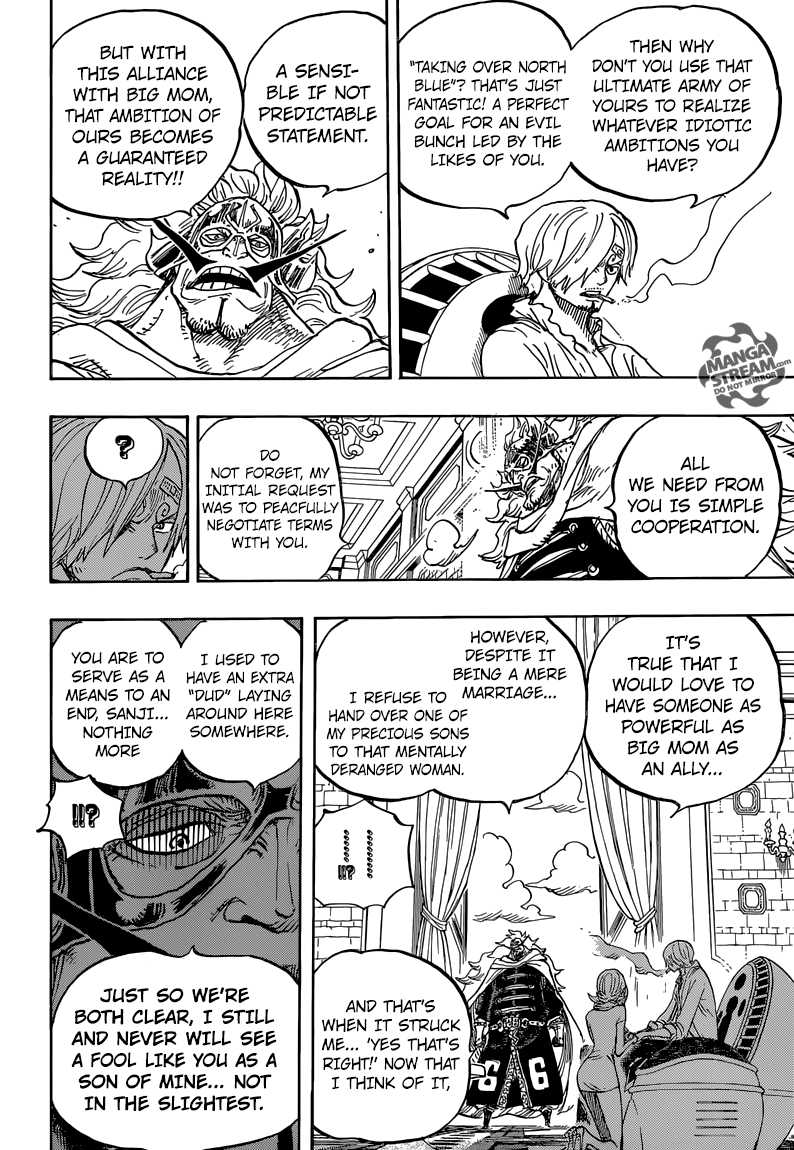 THEN WHY
DON'T YOU USE THAT
ULTIMATE ARMY OF
YOURS TO REALIZE
WHATEVER IDIOTIC
AMBITIONS YOU
HAVE?
"TAKING OVER NORTH
BLUE"? THAT'S JUST
FANTASTIC! A PERFECT
GOAL FOR AN EVIL
BUNCH LED BY THE
LIKES OF YOU.
MANGA
STREAM.com
DO NOT MIRROR
A SENSI-
BLE IF NOT
PREDICTABLE
STATEMENT.
BUT WITH
THIS ALLIANCE
WITH BIG MOM,
THAT AMBITION OF
OURS BECOMES
A GUARANTEED
REALITY!!
ALL
WE NEED FROM
YOU IS SIMPLE
COOPERATION.
DO
NOT FORGET, MY
INITIAL REQUEST
WAS TO PEACFULLY
NEGOTIATE TERMS
WITH YOU.
?
IT'S
TRUE THAT I
WOULD LOVE TO
HAVE SOMEONE AS
POWERFUL AS
BIG MOM AS
AN ALLY...
HOWEVER,
DESPITE IT
BEING A MERE
MARRIAGE...
I REFUSE TO
HAND OVER ONE OF
MY PRECIOUS SONS
TO THAT MENTALLY
DERANGED WOMAN.
.........
......!!?
AND THAT'S
WHEN IT STRUCK
ME... 'YES THAT'S
RIGHT!' NOW THAT
I THINK OF IT,
6 6
I USED TO
HAVE AN EXTRA
"DUD" LAYING
AROUND HERE
SOMEWHERE.
YOU ARE TO
SERVE AS A
MEANS TO AN
END, SANJI...
NOTHING
MORE
!!?
JUST SO WE'RE
BOTH CLEAR, I STILL
AND NEVER WILL SEE
A FOOL LIKE YOU AS A
SON OF MINE... NOT
IN THE SLIGHTEST.